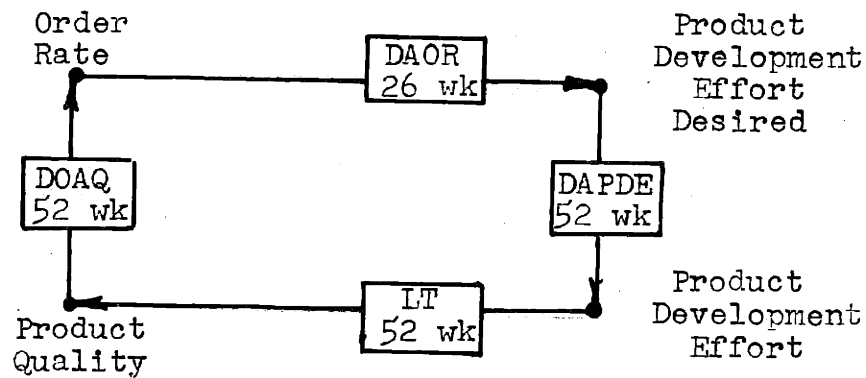 Order
Rate
DAOR
26 wk
Product
Development
Effort
Desired
DOAQ
52 wk
DAPDE
52 wk
LT
52 wk
Product
Quality
Product
Development
Effort